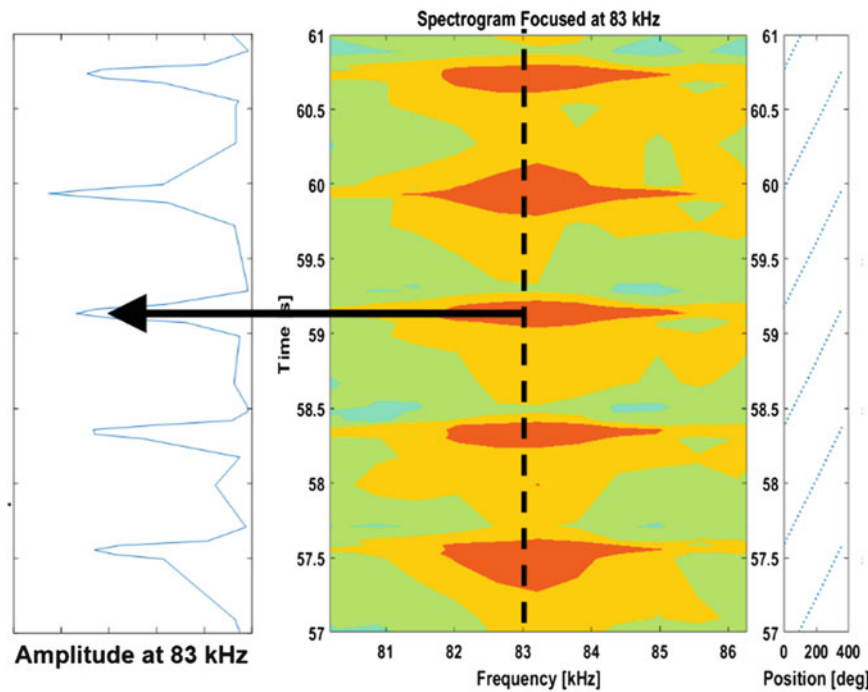 Spectrogram Focused at 83 kHz
61
60.5
60
59.5
59
58.5
58
57.5
57
Time s]
81 82 83 84 85 86
Frequency [kHz]
Amplitude at 83 kHz
61
60.5
60
59.5
59
58.5
58
57.5
57
0 200 400
Position [deg]